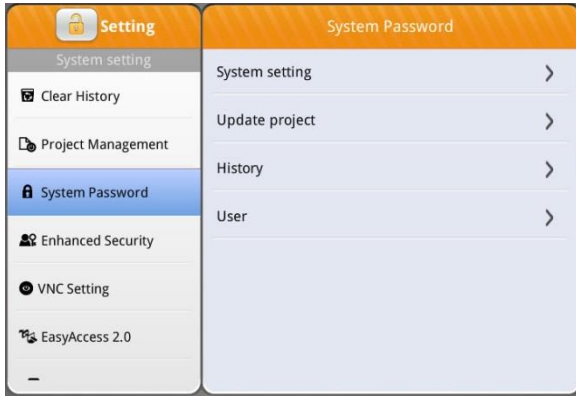 Setting
System setting
Clear History
Project Management
System Password
Enhanced Security
VNC Setting
EasyAccess 2.0
System Password
System setting
Update project
History
User